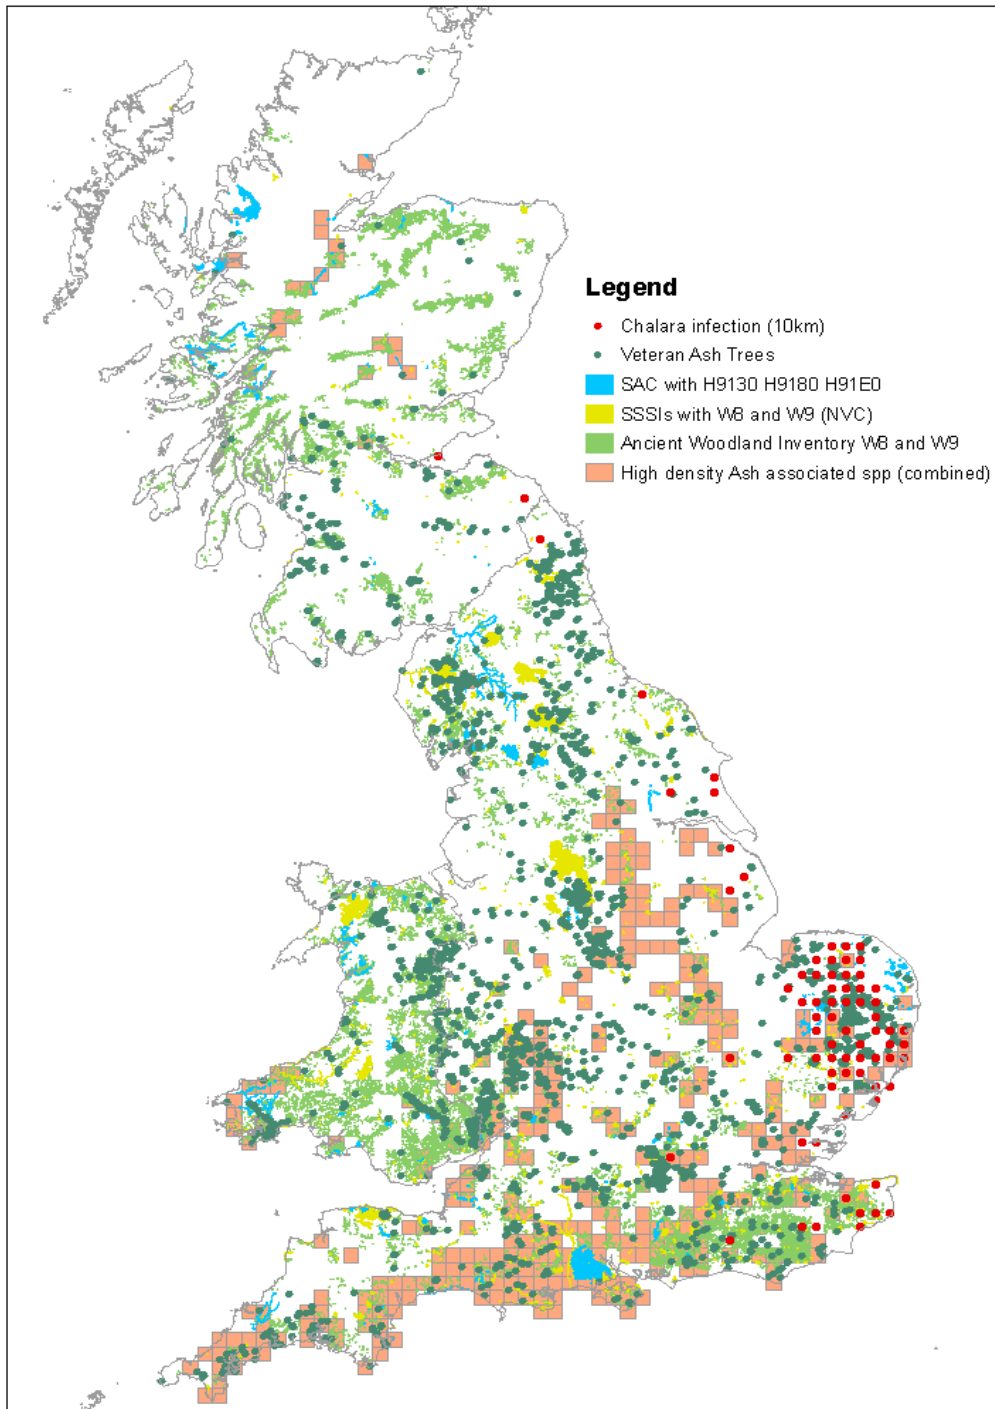 Legend
Chalara infection (10km)
Veteran Ash Trees
SAC with H9130 H9180 H91E0
SSSIs with W8 and W9 (NVC)
Ancient Woodland Inventory W8 and W9
High density Ash associated spp (combined)